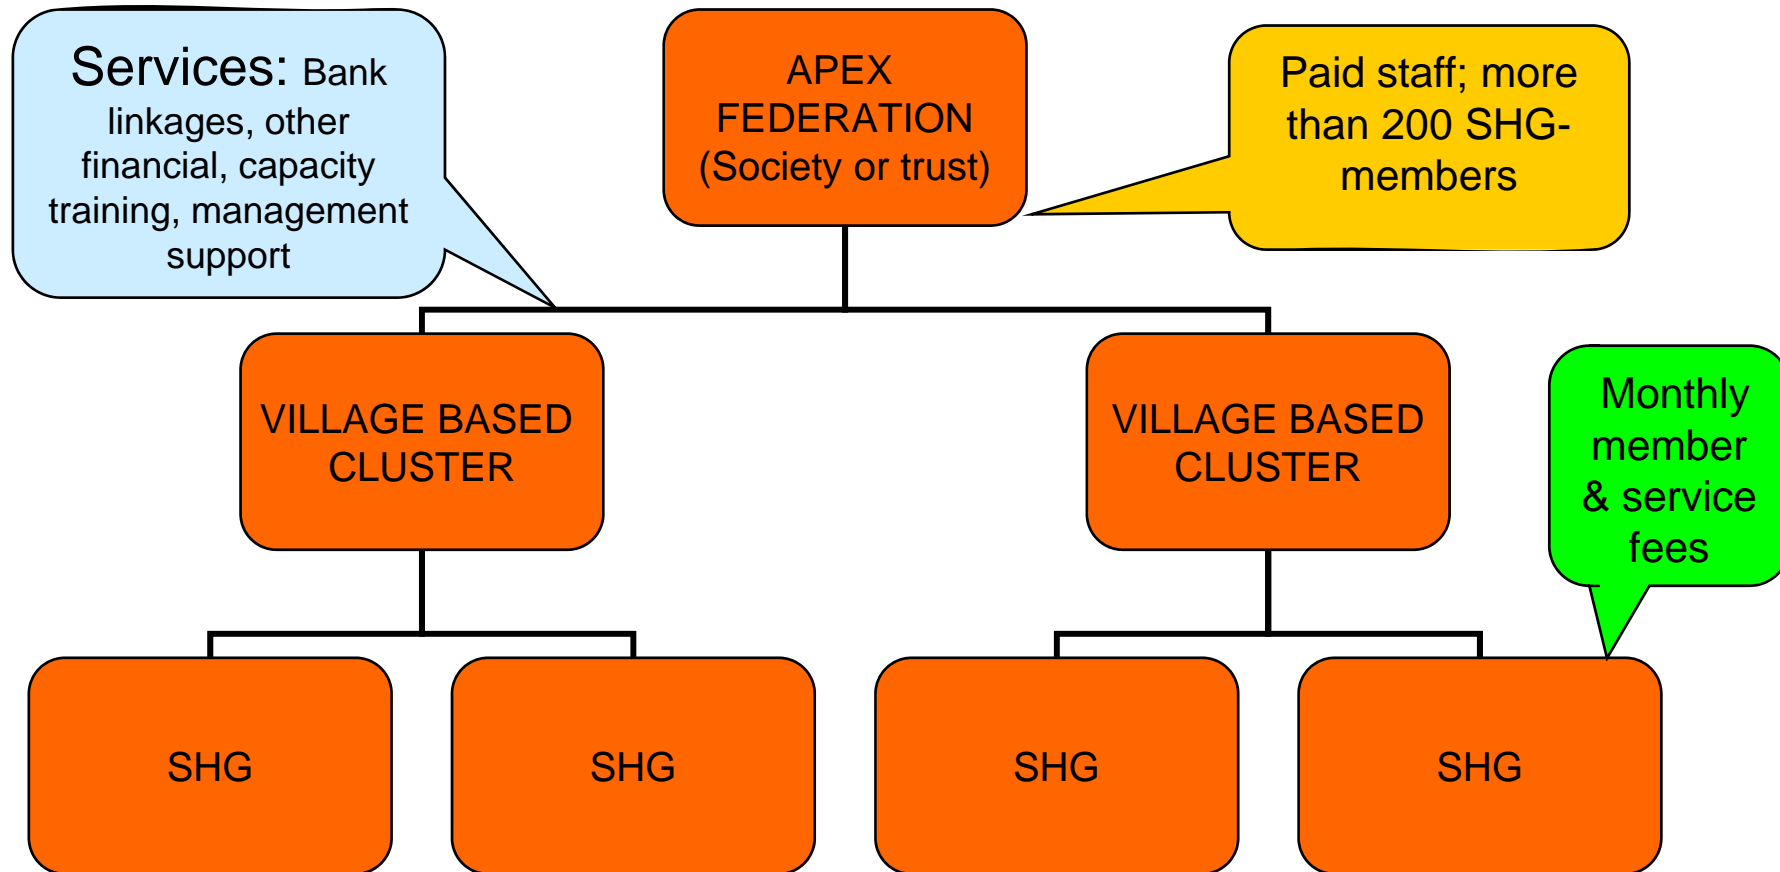 Services: Bank
linkages, other
financial, capacity
training, management
support
APEX
FEDERATION
(Society or trust)
Paid staff; more
than 200 SHG-
members
VILLAGE BASED
CLUSTER
VILLAGE BASED
CLUSTER
Monthly
member
& service
fees
SHG
SHG
SHG
SHG